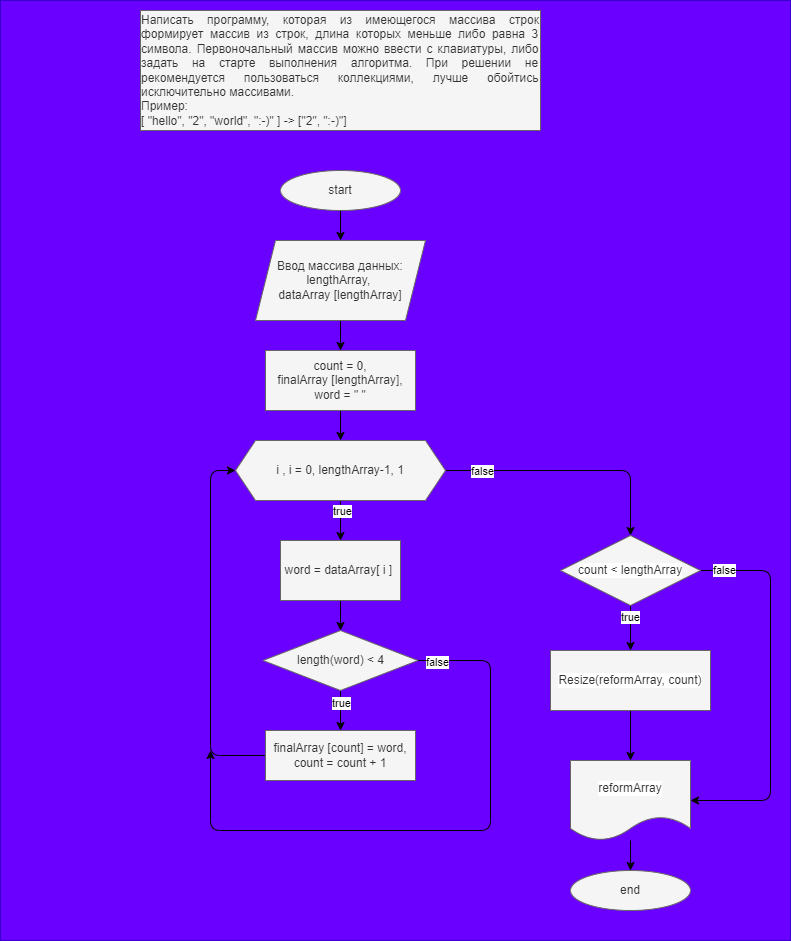 Написать программу, которая из имеющегося массива строк
формирует массив из строк, длина которых меньше либо равна 3
символа. Первоночальный массив можно ввести с клавиатуры, либо
задать на старте выполнения алгоритма. При решении не
рекомендуется пользоваться коллекциями, лучше обойтись
исключительно массивами.
Пример:
[ "hello", "2", "world", ":-)" ] -> ["2", ":-)"]
start
Ввод массива данных:
lengthArray,
dataArray [lengthArray]
count = 0,
finalArray [lengthArray],
word = " "
i , i = 0, lengthArray-1, 1
false
true
word = dataArray[ i ]
length(word) < 4
false
true
finalArray [count] = word,
count = count + 1
count < lengthArray
false
true
Resize(reformArray, count)
reformArray
end